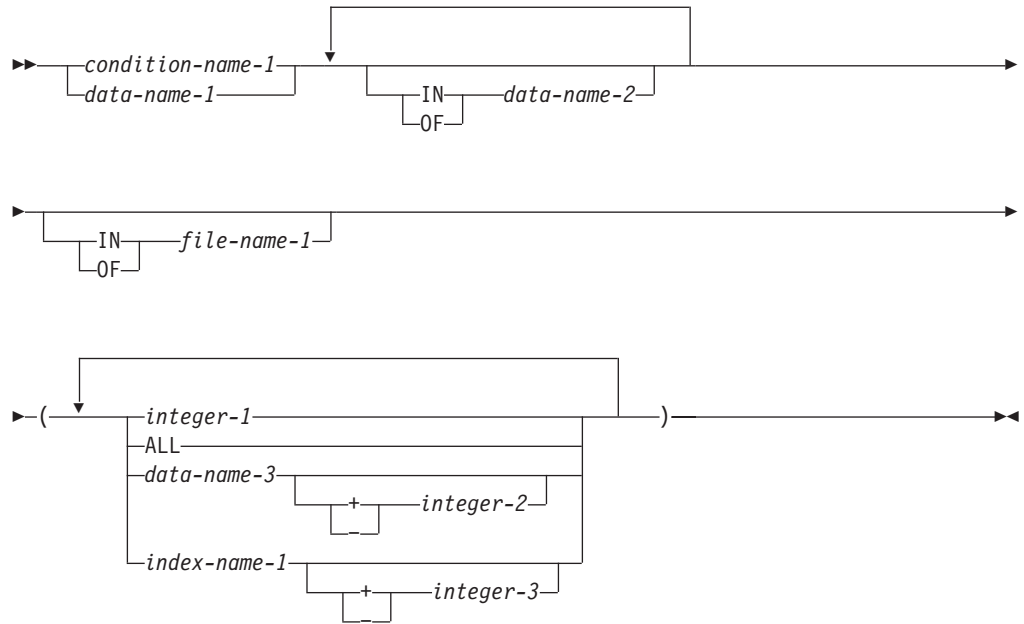 condition-name-1
data-name-1 IN data-name-2
OF
IN file-name-1
OF
( integer-1 )
ALL
data-name-3
+ integer-2
-
index-name-1
+ integer-3
-